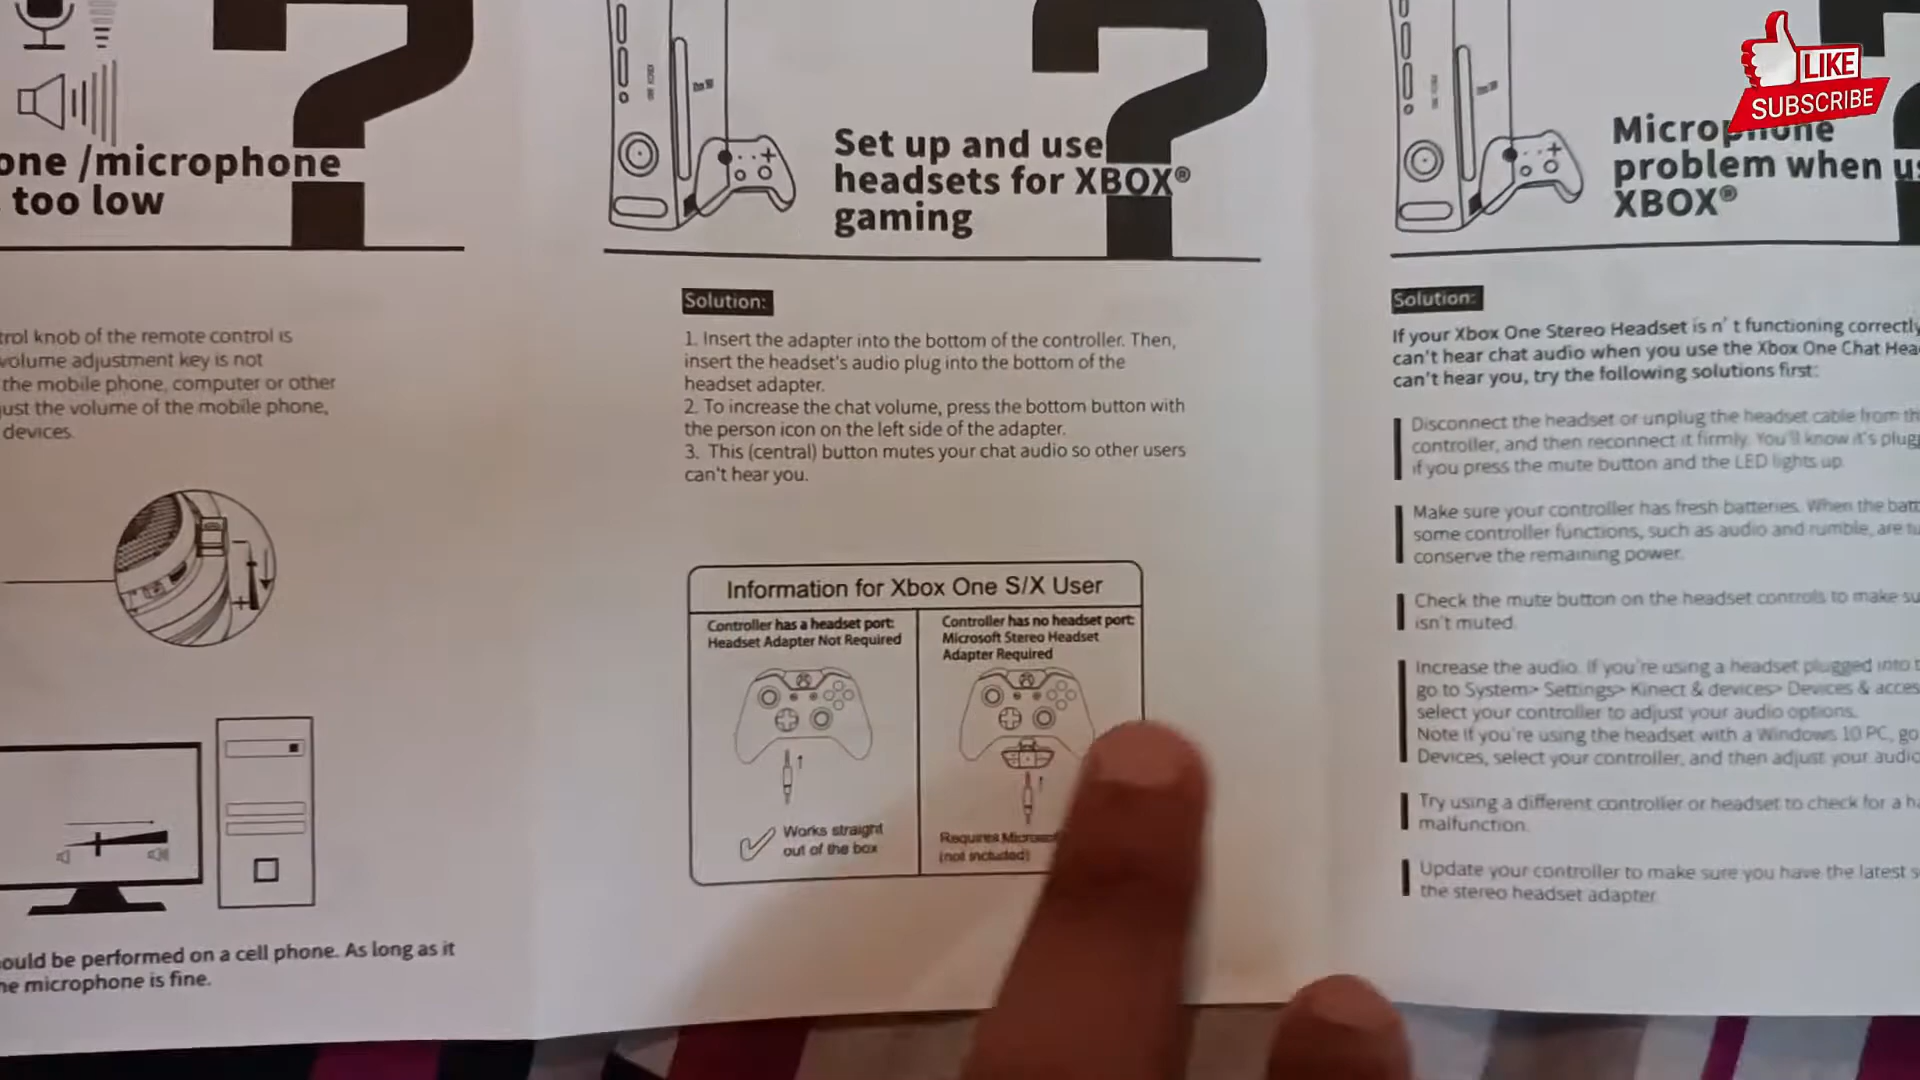 one /microphone
too low
trol knob of the remote control is
volume adjustment key is not
the mobile phone, computer or other
just the volume of the mobile phone,
devices.
ould be performed on a cell phone. As long as it
he microphone is fine.
Set up and use
headsets for XBOX®
gaming
Solution:
1. Insert the adapter into the bottom of the controller. Then,
insert the headset's audio plug into the bottom of the
headset adapter.
2. To increase the chat volume, press the bottom button with
the person icon on the left side of the adapter.
3. This (central) button mutes your chat audio so other users
can't hear you.
Information for Xbox One S/X User
Controller has a headset port:
Headset Adapter Not Required
Works straight
out of the box
Controller has no headset port:
Microsoft Stereo Headset
Adapter Required
Requires
(not included)
LIKE
SUBSCRIBE
Microphone
problem when us
XBOX®
Solution:
If your Xbox One Stereo Headset is n' t functioning correctly
can't hear chat audio when you use the Xbox One Chat Hea
can't hear you, try the following solutions first:
Disconnect the headset or unplug the headset cable from th
controller, and then reconnect it firmly. You'll know it's plugg
if you press the mute button and the LED lights up.
Make sure your controller has fresh batteries. When the batt
some controller functions, such as audio and rumble, are tu
conserve the remaining power.
Check the mute button on the headset controls to make su
isn't muted.
Increase the audio. If you're using a headset plugged into t
go to System> Settings> Kinect & devices> Devices & acces
select your controller to adjust your audio options.
Note If you're using the headset with a Windows 10 PC, go
Devices, select your controller, and then adjust your audio
Try using a different controller or headset to check for a ha
malfunction.
Update your controller to make sure you have the latest s
the stereo headset adapter.